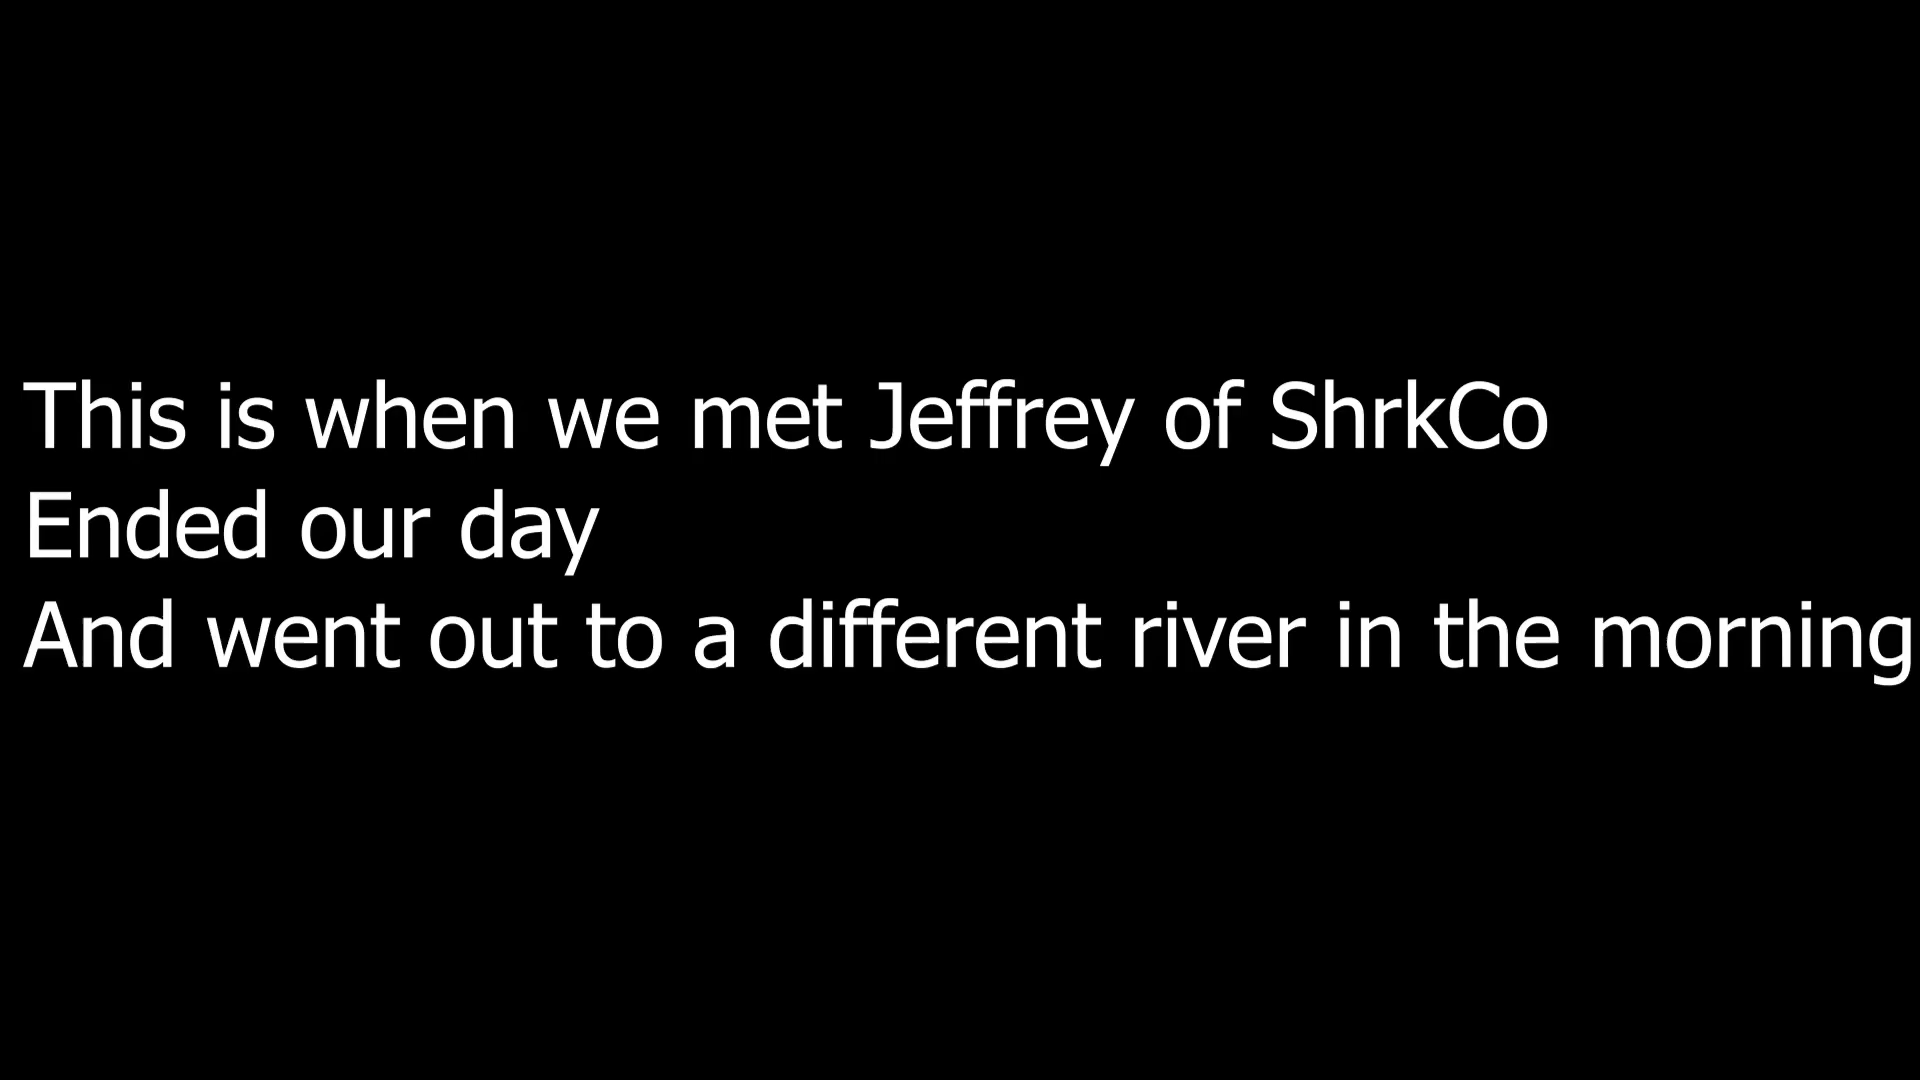 This is when we met Jeffrey of ShrkCo
Ended our day
And went out to a different river in the morning